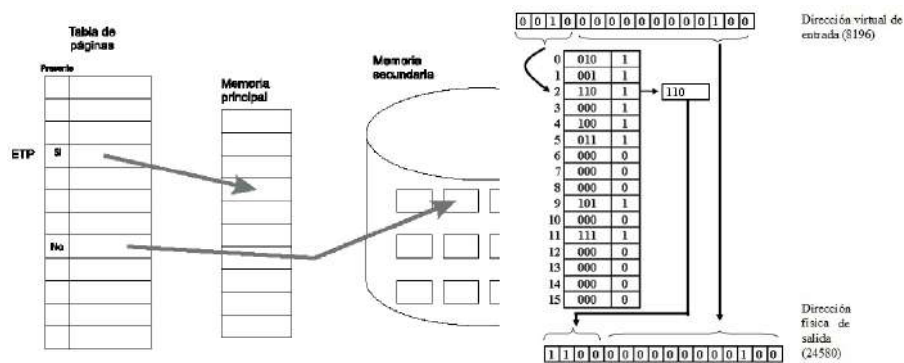 Tabla de
páginas
Presente
ETP
Sí
No
Memoria
principal
Memoria
secundaria
0 0 1 0 0 0 0 0 0 0 0 0 0 1 0 0
Dirección virtual de
entrada (8196)
0 010 1
1 001 1
2 110 1
110
3 000 1
4 100 1
5 011 1
6 000 0
7 000 0
8 000 0
9 101 1
10 000 0
11 111 1
12 000 0
13 000 0
14 000 0
15 000 0
Dirección
física de
salida
(24580)
1 1 0 0 0 0 0 0 0 0 0 0 1 0 0